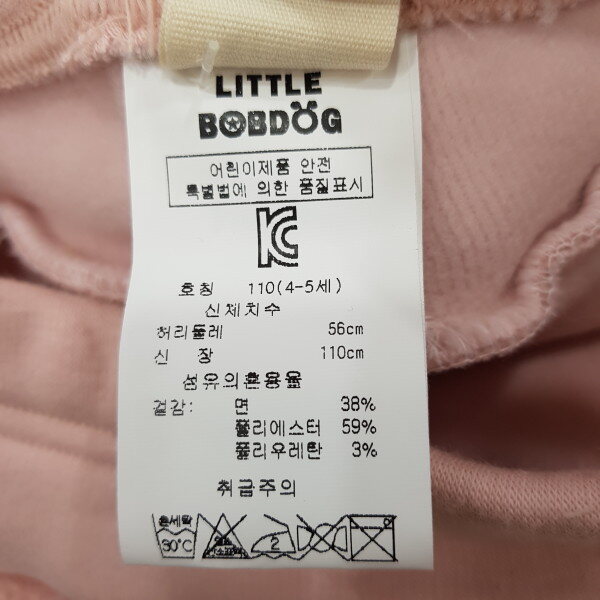 LITTLE
BOBDOG
어린이제품 안전
특별법에 의한 품질표시
KC
호칭 110(4-5세)
신체치수
허리둘레 56cm
신 장 110cm
섬유의혼용율
겉감: 면 38%
폴리에스터 59%
폴리우레탄 3%
취급주의
손세탁
30℃
2